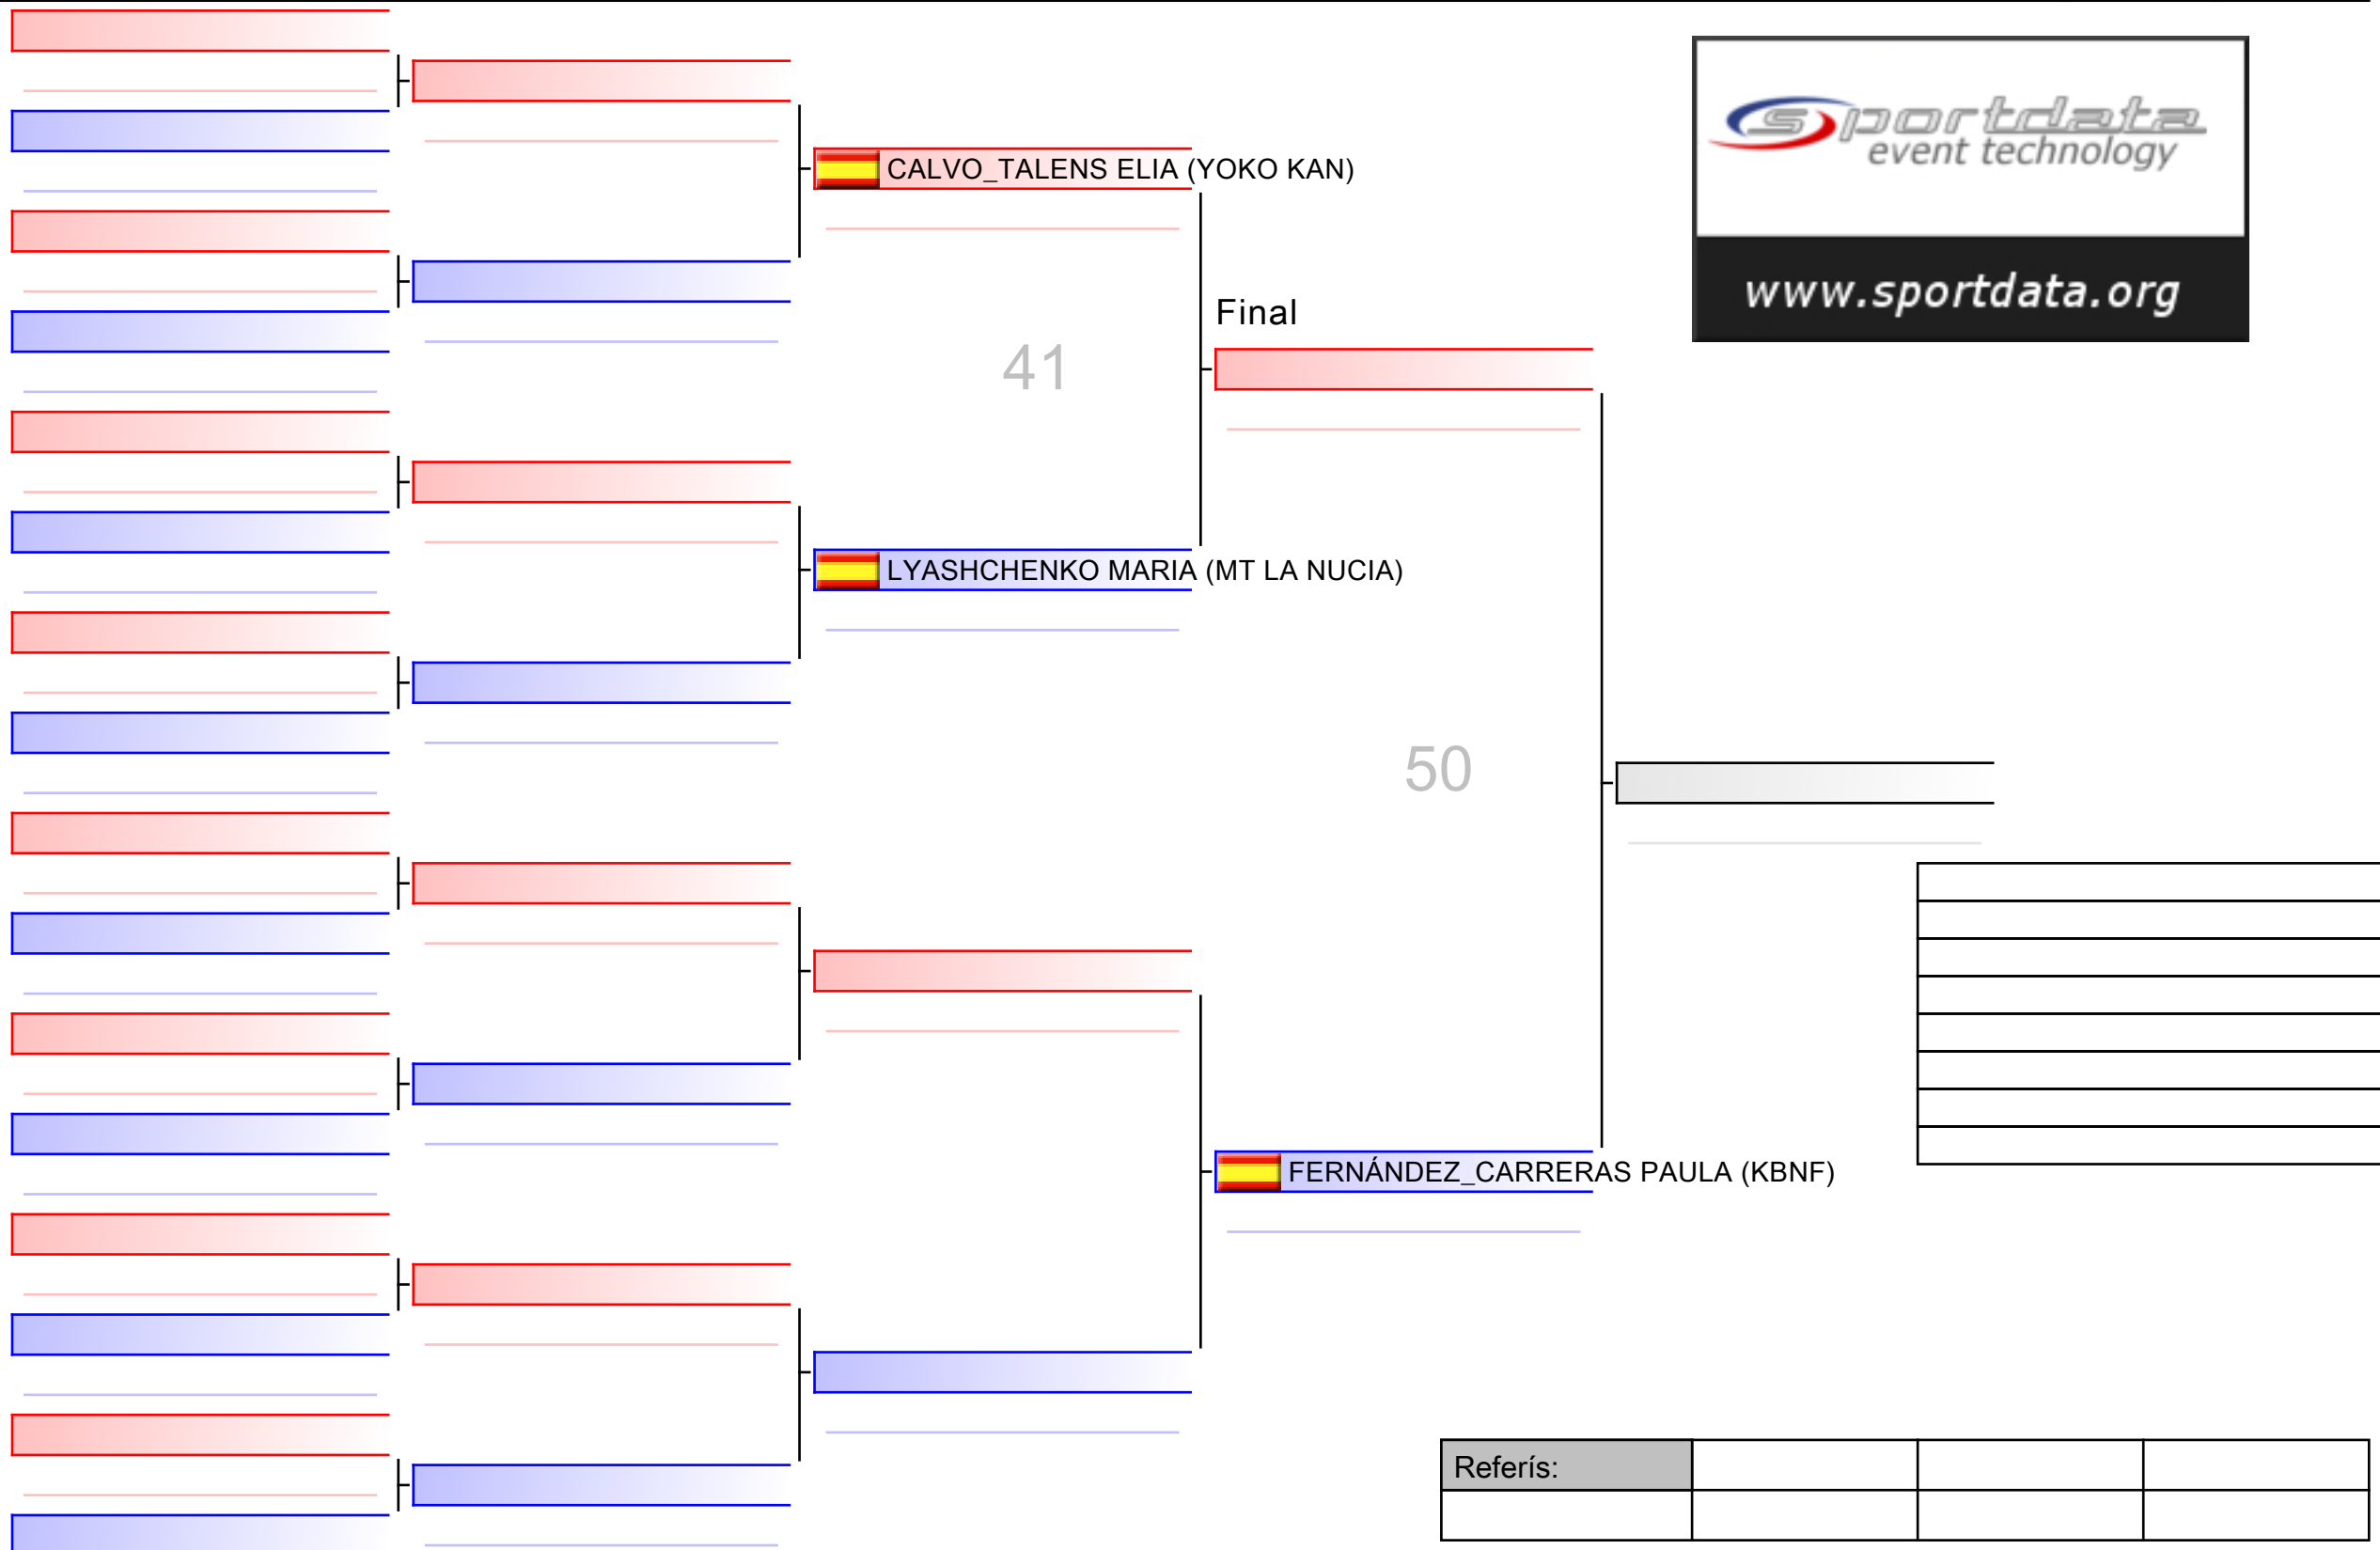 sportdata
event technology
www.sportdata.org
CALVO_TALENS ELIA (YOKO KAN)
Final
41
LYASHCHENKO MARIA (MT LA NUCIA)
50
FERNÁNDEZ_CARRERAS PAULA (KBNF)
Referís: